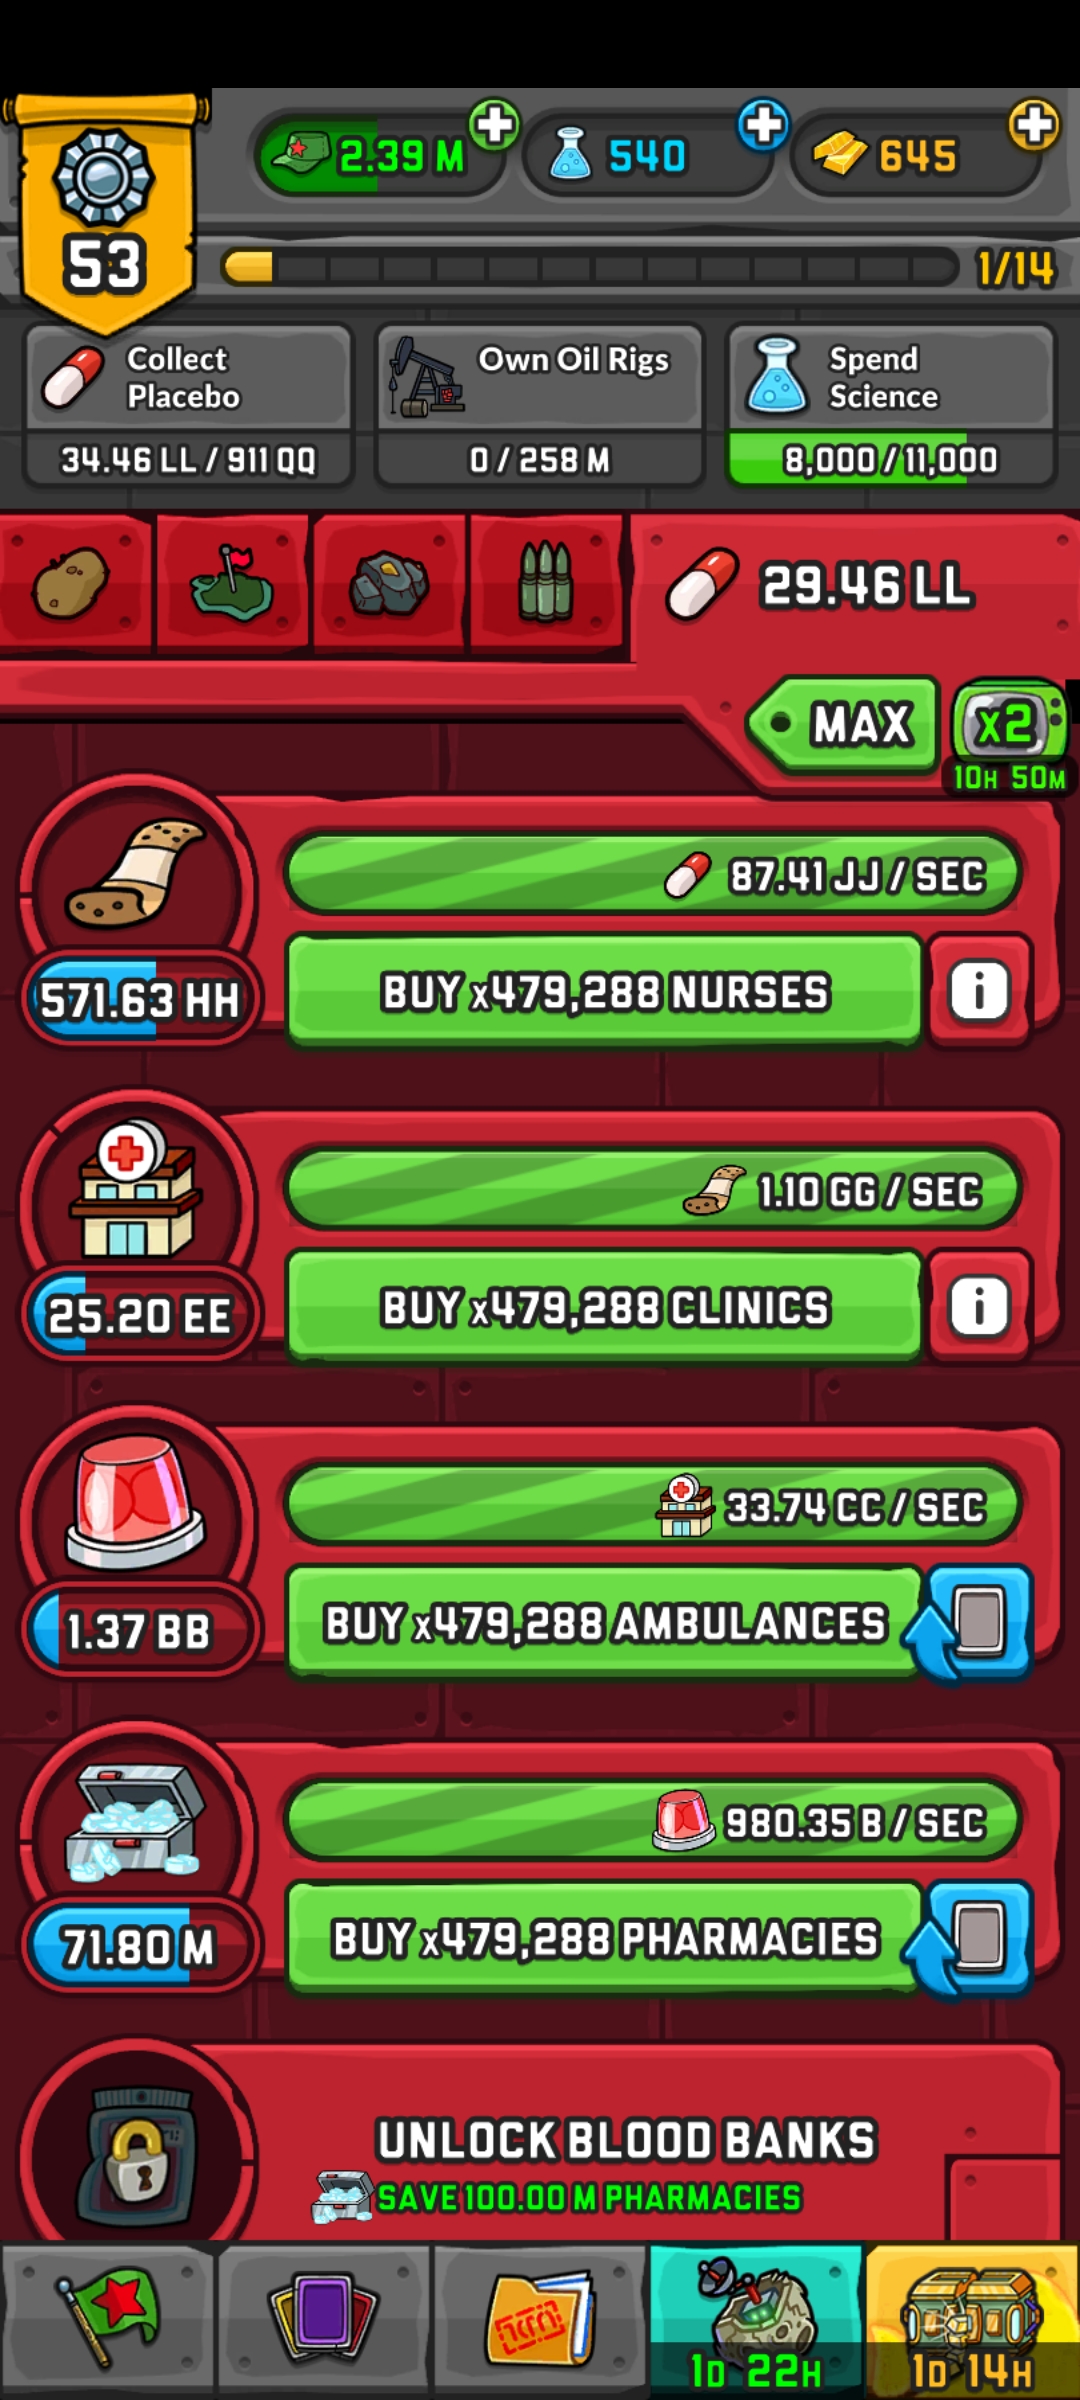 2.39 M
540
645
53
1/14
Collect
Placebo
34.46 LL / 911 QQ
Own Oil Rigs
0 / 258 M
Spend
Science
8,000 / 11,000
29.46 LL
MAX
x2
10H 50M
87.41 JJ / SEC
571.63 HH
BUY x479,288 NURSES
i
1.10 GG / SEC
25.20 EE
BUY x479,288 CLINICS
i
33.74 CC / SEC
1.37 BB
BUY x479,288 AMBULANCES
980.35 B / SEC
71.80 M
BUY x479,288 PHARMACIES
UNLOCK BLOOD BANKS
SAVE 100.00 M PHARMACIES
1D 22H
1D 14H